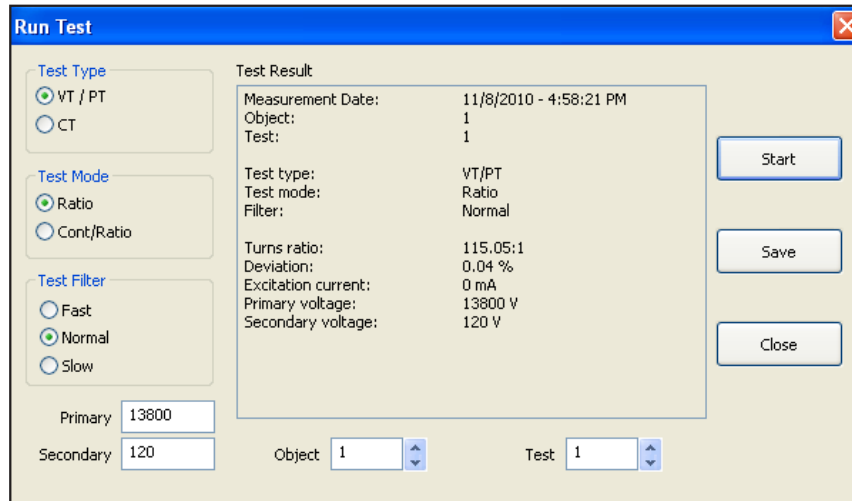 Run Test
Test Type
VT / PT
CT
Test Mode
Ratio
Cont/Ratio
Test Filter
Fast
Normal
Slow
Primary 13800
Secondary 120
Test Result
Measurement Date: 11/8/2010 - 4:58:21 PM
Object: 1
Test: 1
Test type: VT/PT
Test mode: Ratio
Filter: Normal
Turns ratio: 115.05:1
Deviation: 0.04 %
Excitation current: 0 mA
Primary voltage: 13800 V
Secondary voltage: 120 V
Object 1
Test 1
Start
Save
Close